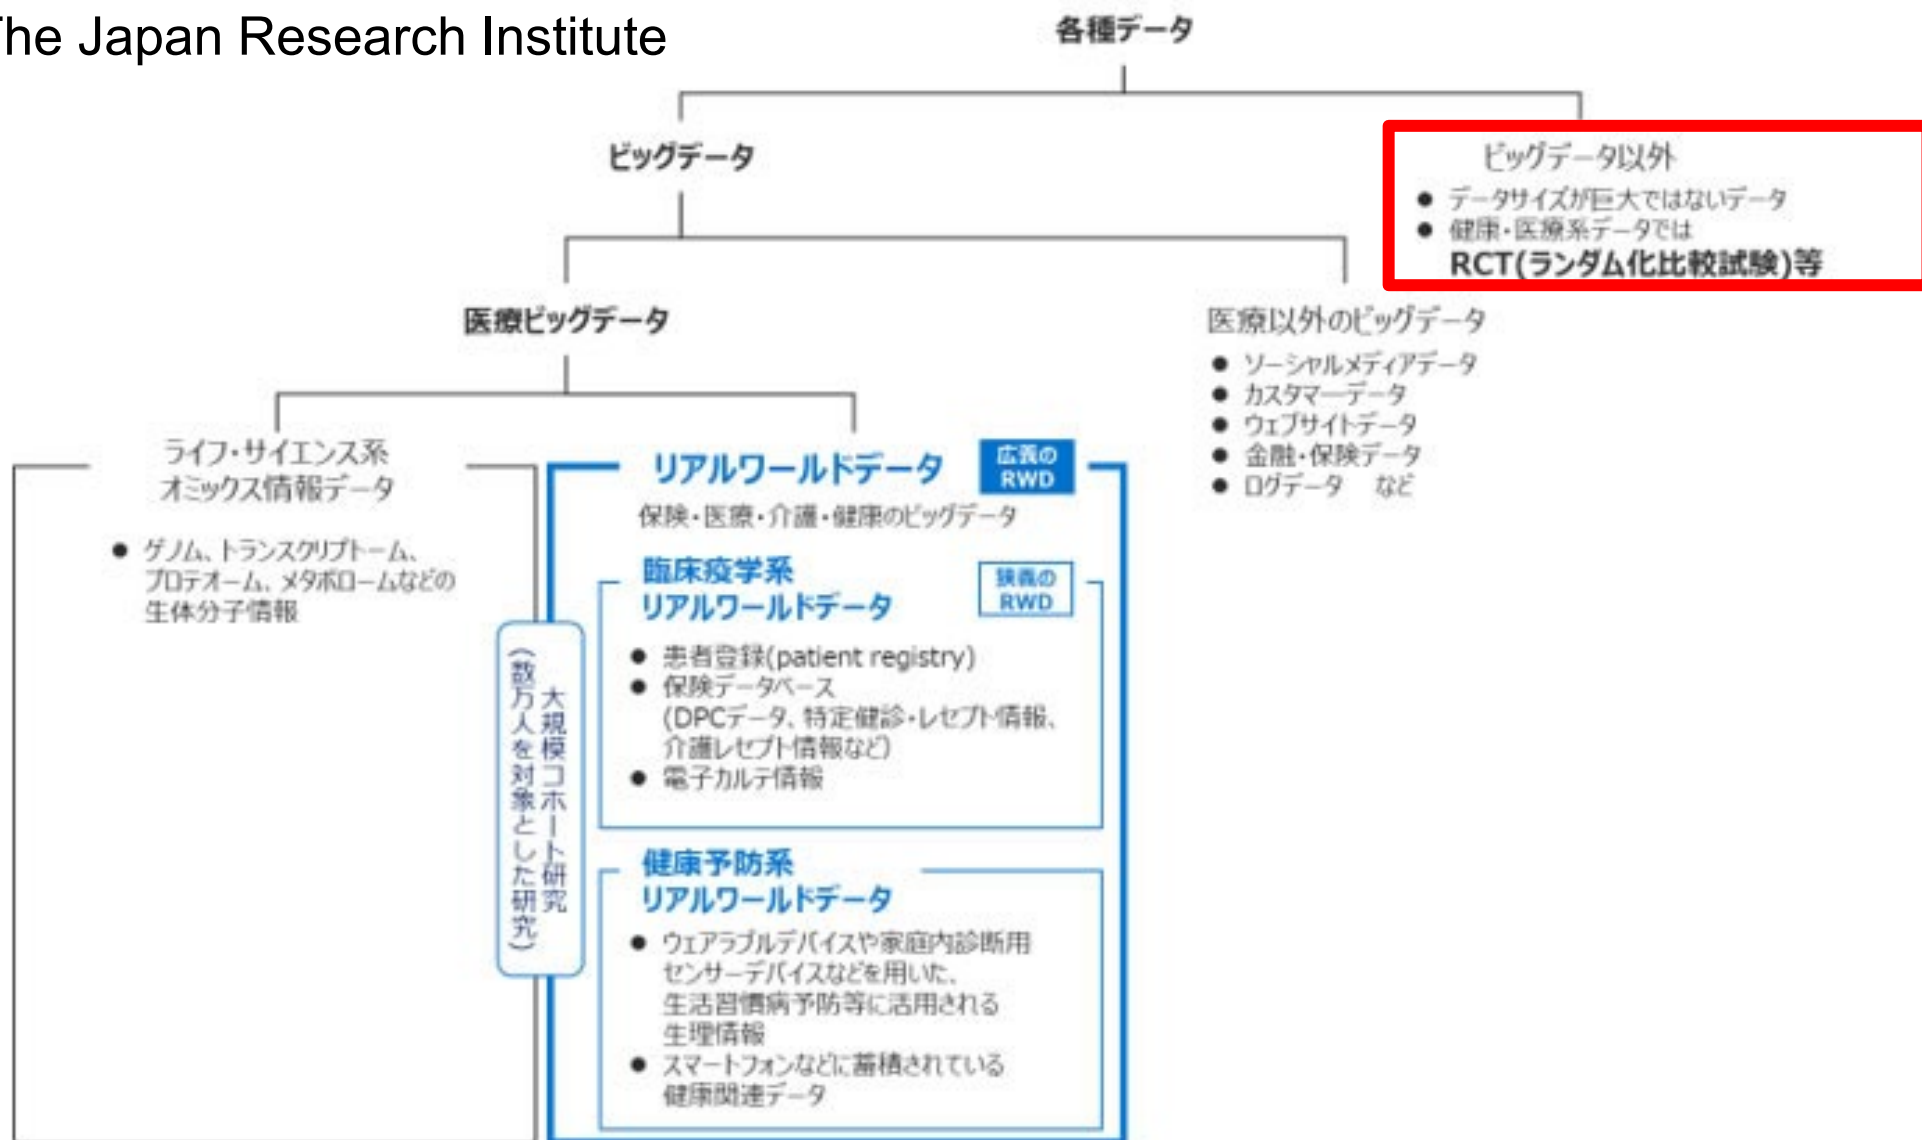 The Japan Research Institute
各種データ
ビッグデータ
ビッグデータ以外
● データサイズが巨大ではないデータ
● 健康・医療系データでは
RCT(ランダム化比較試験)等
医療ビッグデータ
医療以外のビッグデータ
● ソーシャルメディアデータ
● カスタマーデータ
● ウェブサイトデータ
● 金融・保険データ
● ログデータ など
ライフ・サイエンス系
オミックス情報データ
● ゲノム、トランスクリプトーム、
プロテオーム、メタボロームなどの
生体分子情報
リアルワールドデータ
広義の
RWD
保険・医療・介護・健康のビッグデータ
臨床疫学系
リアルワールドデータ
狭義の
RWD
● 患者登録(patient registry)
● 保険データベース
(DPCデータ、特定健診・レセプト情報、
介護レセプト情報など)
● 電子カルテ情報
大規模コホート研究
(数万人を対象とした研究)
健康予防系
リアルワールドデータ
● ウェアラブルデバイスや家庭内診断用
センサーデバイスなどを用いた、
生活習慣病予防等に活用される
生理情報
● スマートフォンなどに蓄積されている
健康関連データ